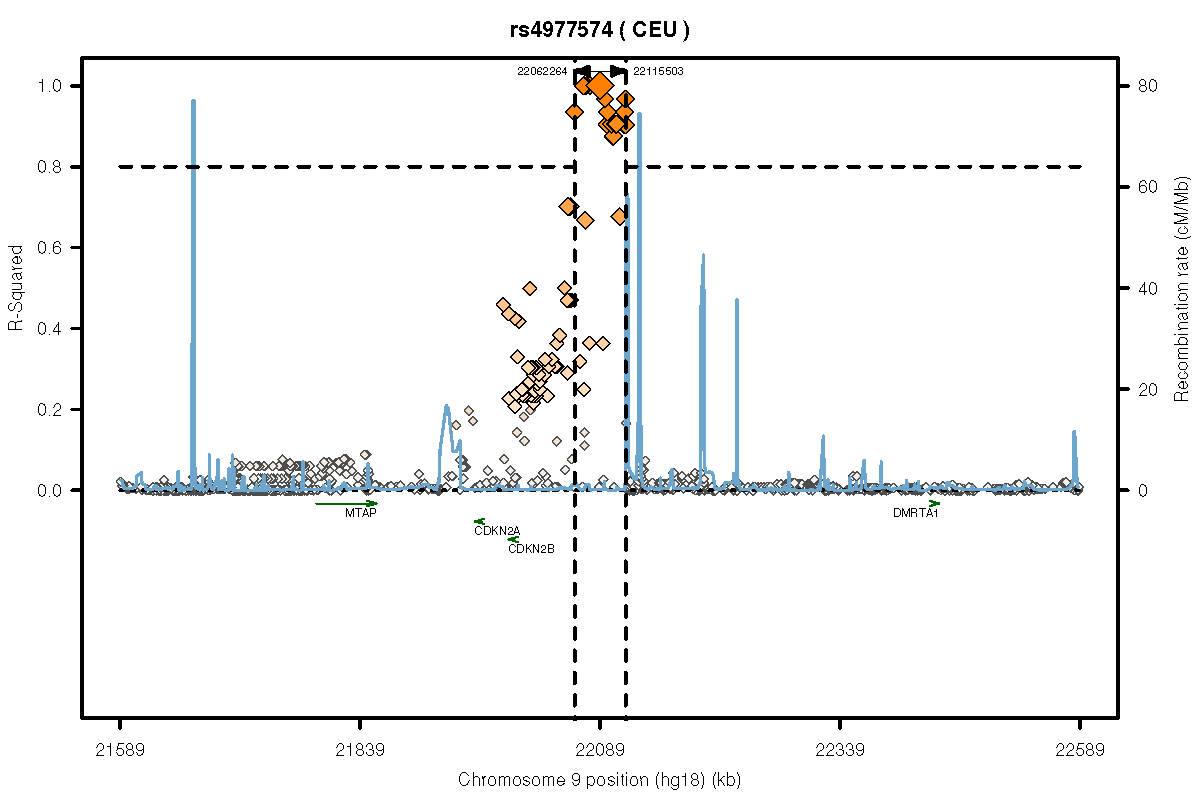 rs4977574 ( CEU )
22062264 22115503
1.0 80
0.8
60
0.6
40
0.4
20
0.2
0.0 0
R-Squared
Recombination rate (cM/Mb)
MTAP
DMRTA1
CDKN2A
CDKN2B
21589 21839 22089 22339 22589
Chromosome 9 position (hg18) (kb)